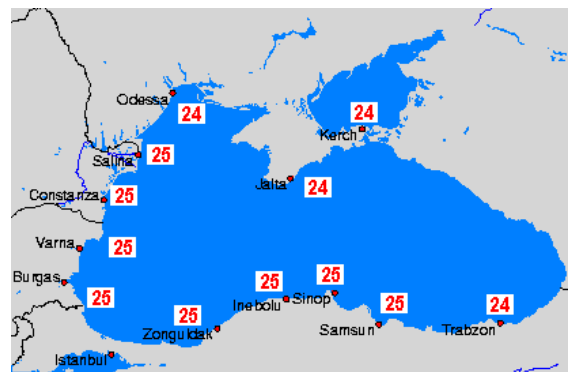 Odessa
24
24
Kerch
Salina
25
Jalta
24
Constanza
25
Varna
25
Burgas
25
25
Inebolu
25
Sinop
25
Zonguldak
25
Samsun
24
Trabzon
Istanbul